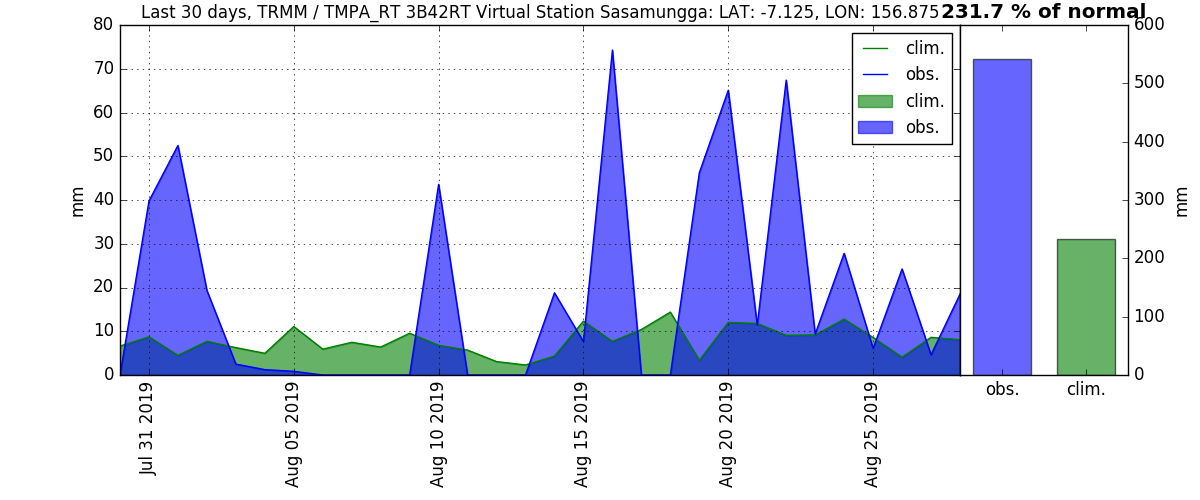 Last 30 days, TRMM / TMPA_RT 3B42RT Virtual Station Sasamungga: LAT: -7.125, LON: 156.875
231.7 % of normal
80
70
60
50
40
30
20
10
0
mm
clim.
obs.
clim.
obs.
Jul 31 2019
Aug 05 2019
Aug 10 2019
Aug 15 2019
Aug 20 2019
Aug 25 2019
600
500
400
300
200
100
0
mm
obs.
clim.